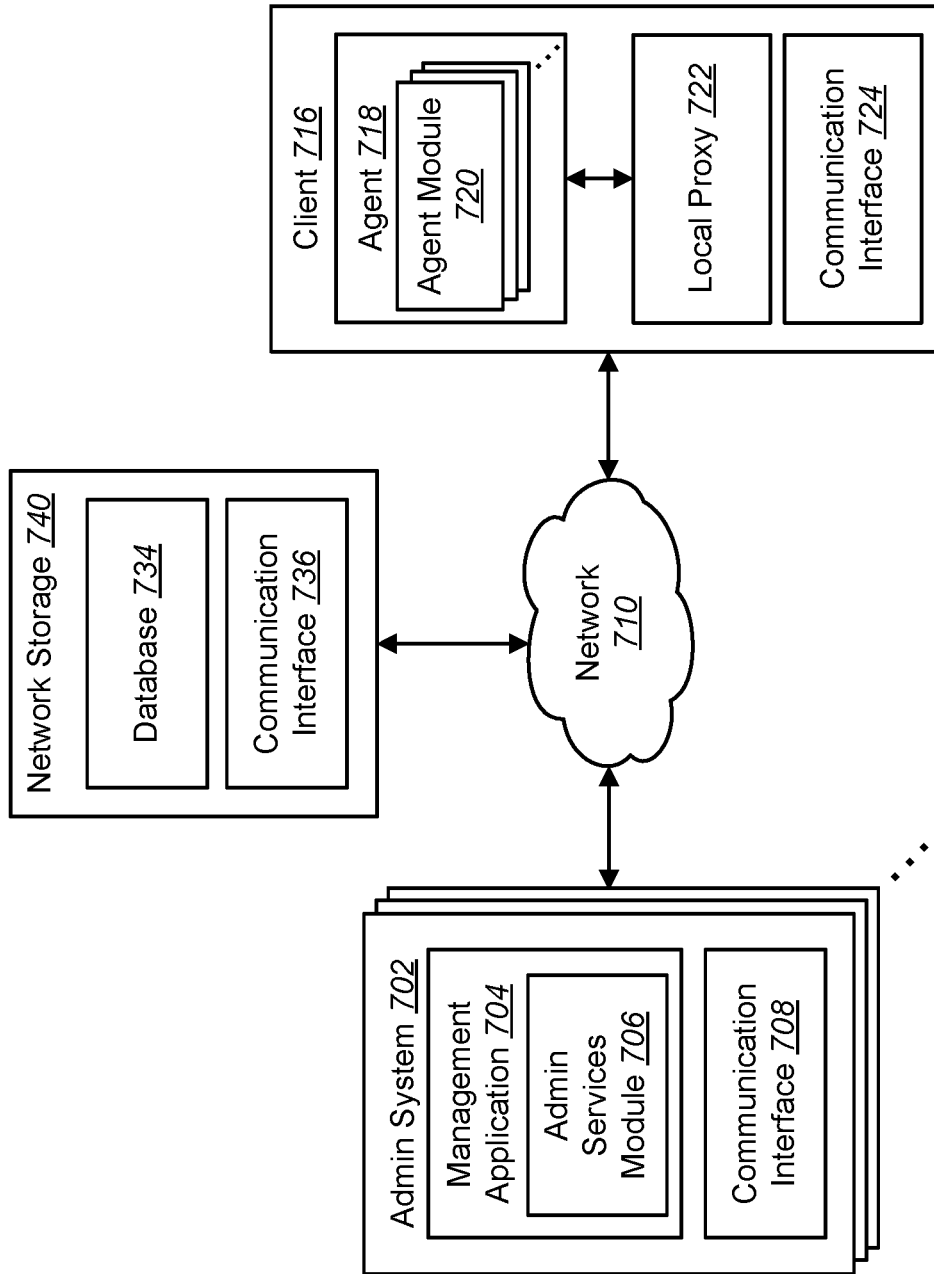 Network Storage 740
Database 734
Communication
Interface 736
Admin System 702
Management
Application 704
Admin
Services
Module 706
Communication
Interface 708
Network
710
Client 716
Agent 718
Agent Module
720
Local Proxy 722
Communication
Interface 724